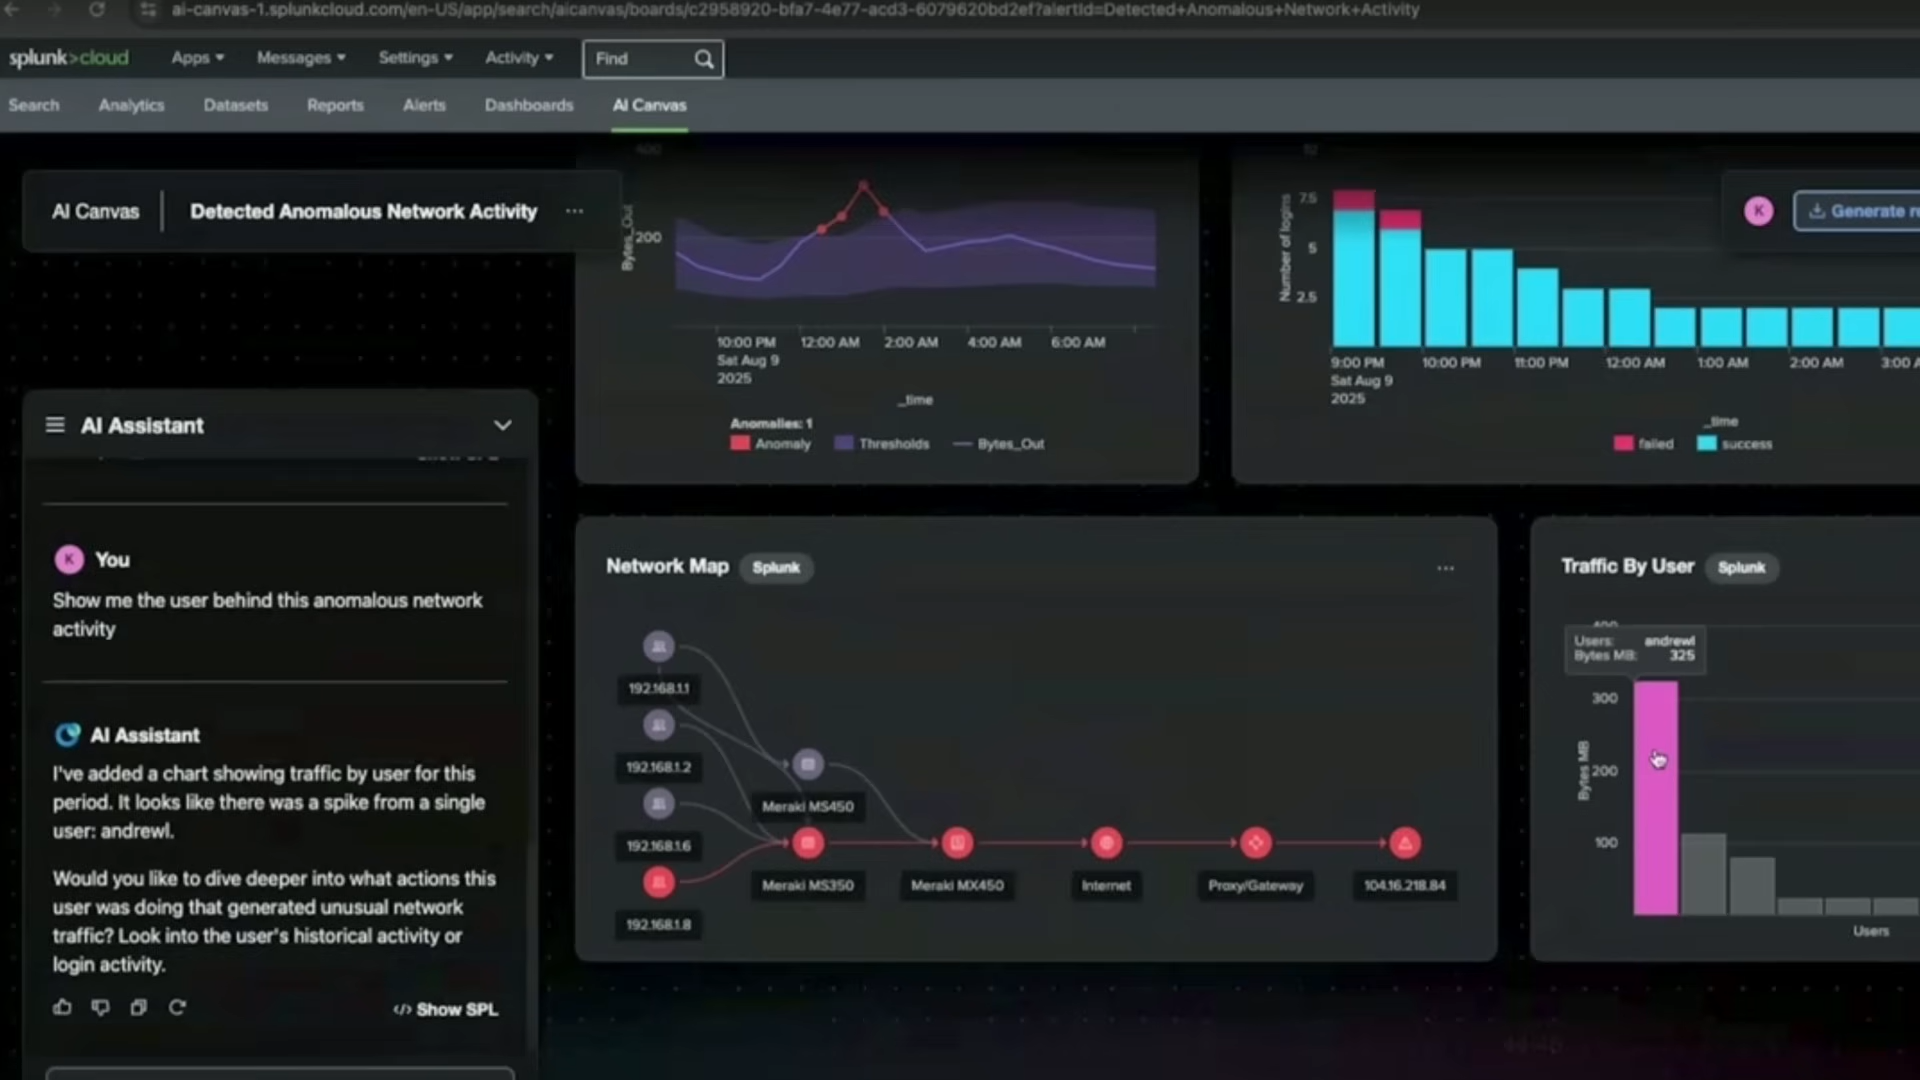 ai-canvas-1.splunkcloud.com/en-US/app/search/aicanvas/boards/c2958920-bfa7-4e77-acd3-6079620bd2ef?alertId=Detected+Anomalous+Network+Activity
splunk>cloud
Apps
Messages
Settings
Activity
Find
Search
Analytics
Datasets
Reports
Alerts
Dashboards
AI Canvas
AI Canvas
Detected Anomalous Network Activity
...
K
Generate re
400
200
Bytes_Out
10:00 PM
Sat Aug 9
2025
12:00 AM
2:00 AM
4:00 AM
6:00 AM
_time
Anomalies: 1
Anomaly
Thresholds
Bytes_Out
7.5
5
2.5
Number of logins
9:00 PM
Sat Aug 9
2025
10:00 PM
11:00 PM
12:00 AM
1:00 AM
2:00 AM
3:00 A
_time
failed
success
AI Assistant
K
You
Show me the user behind this anomalous network
activity
AI Assistant
I've added a chart showing traffic by user for this
period. It looks like there was a spike from a single
user: andrewl.
Would you like to dive deeper into what actions this
user was doing that generated unusual network
traffic? Look into the user's historical activity or
login activity.
</> Show SPL
Network Map
Splunk
...
192.168.1.1
192.168.1.2
192.168.1.6
192.168.1.8
Meraki MS450
Meraki MS350
Meraki MX450
Internet
Proxy/Gateway
104.16.218.84
Traffic By User
Splunk
Users: andrewl
Bytes MB: 325
400
300
200
100
Bytes MB
Users